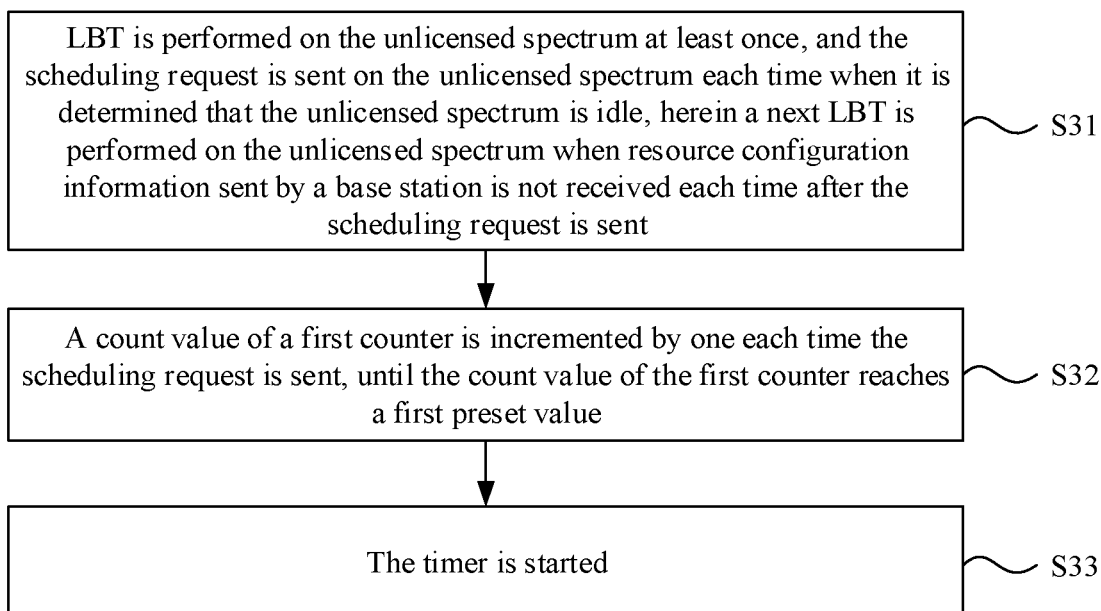 LBT is performed on the unlicensed spectrum at least once, and the
scheduling request is sent on the unlicensed spectrum each time when it is
determined that the unlicensed spectrum is idle, herein a next LBT is
performed on the unlicensed spectrum when resource configuration
information sent by a base station is not received each time after the
scheduling request is sent
S31
A count value of a first counter is incremented by one each time the
scheduling request is sent, until the count value of the first counter reaches
a first preset value
S32
The timer is started
S33